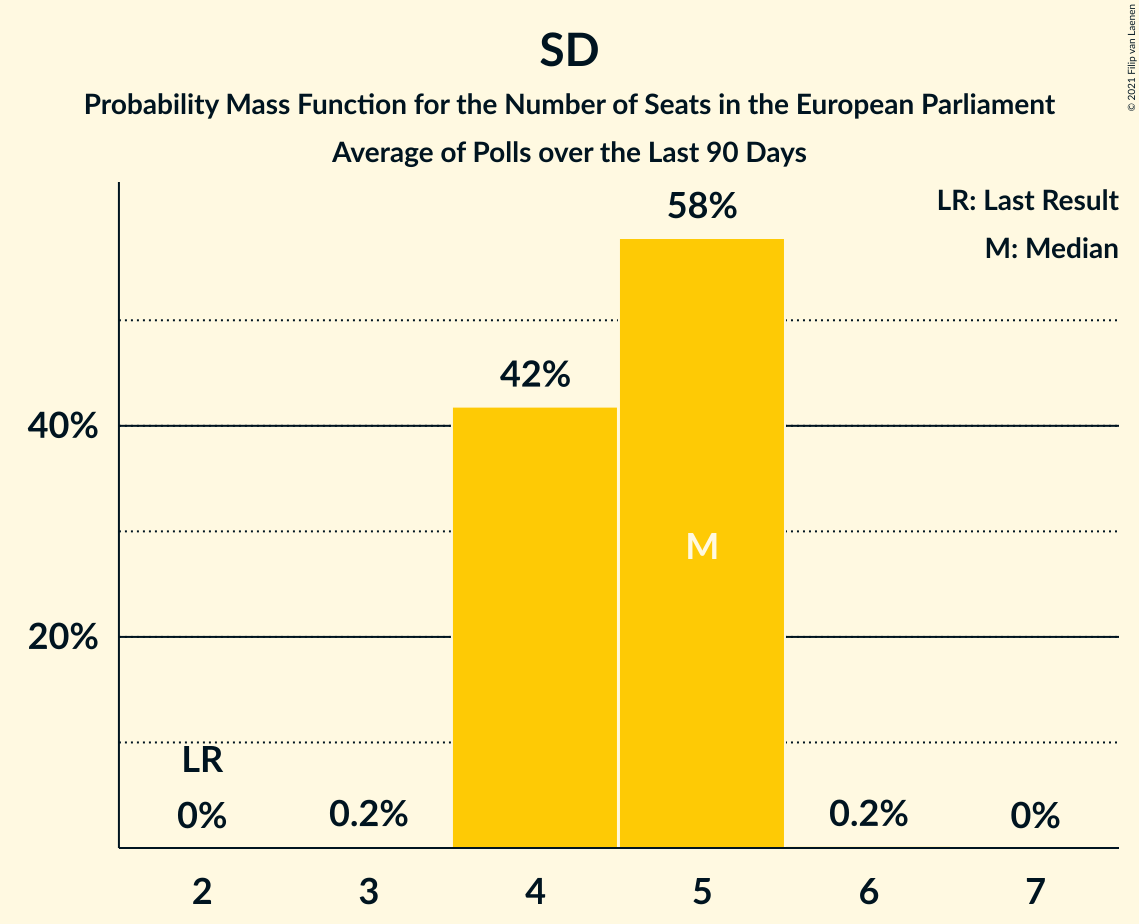 SD
Probability Mass Function for the Number of Seats in the European Parliament
Average of Polls over the Last 90 Days
LR: Last Result
M: Median
58%
42%
40%
M
20%
LR
0%
0.2%
0.2%
0%
2 3 4 5 6 7
© 2021 Filip van Laenen